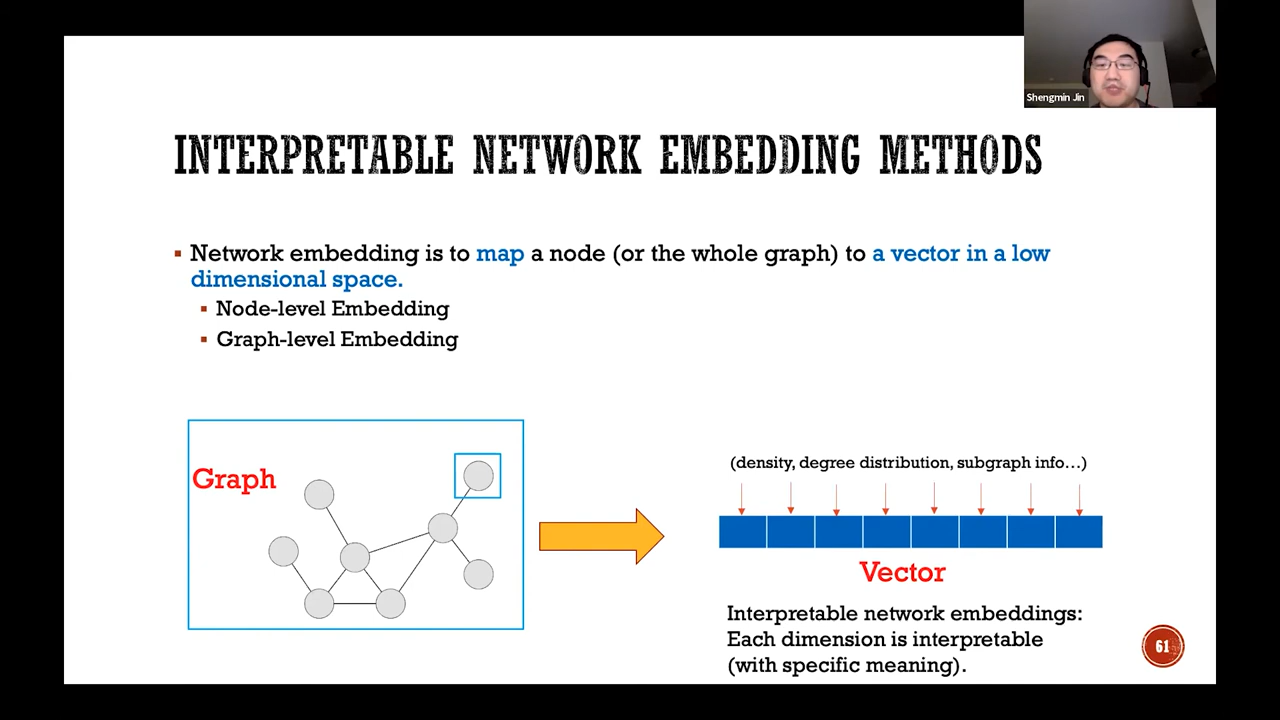 Shengmin Jin
INTERPRETABLE NETWORK EMBEDDING METHODS
Network embedding is to map a node (or the whole graph) to a vector in a low
dimensional space.
Node-level Embedding
Graph-level Embedding
Graph
(density, degree distribution, subgraph info...)
Vector
Interpretable network embeddings:
Each dimension is interpretable
(with specific meaning).
61